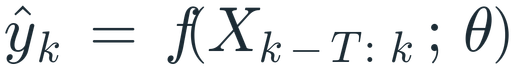 ŷ_k = f(X_{k-T:k}; θ)